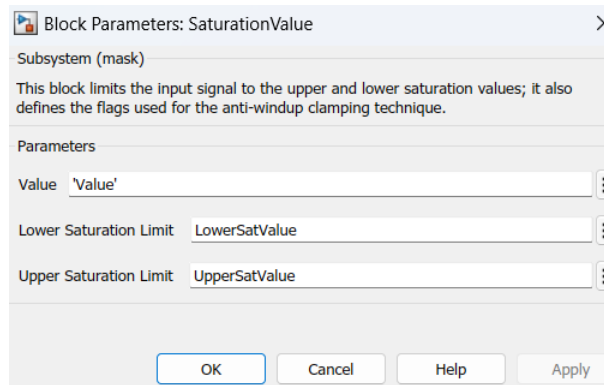 Block Parameters: SaturationValue
Subsystem (mask)
This block limits the input signal to the upper and lower saturation values; it also
defines the flags used for the anti-windup clamping technique.
Parameters
Value 'Value'
Lower Saturation Limit LowerSatValue
Upper Saturation Limit UpperSatValue
OK Cancel Help Apply